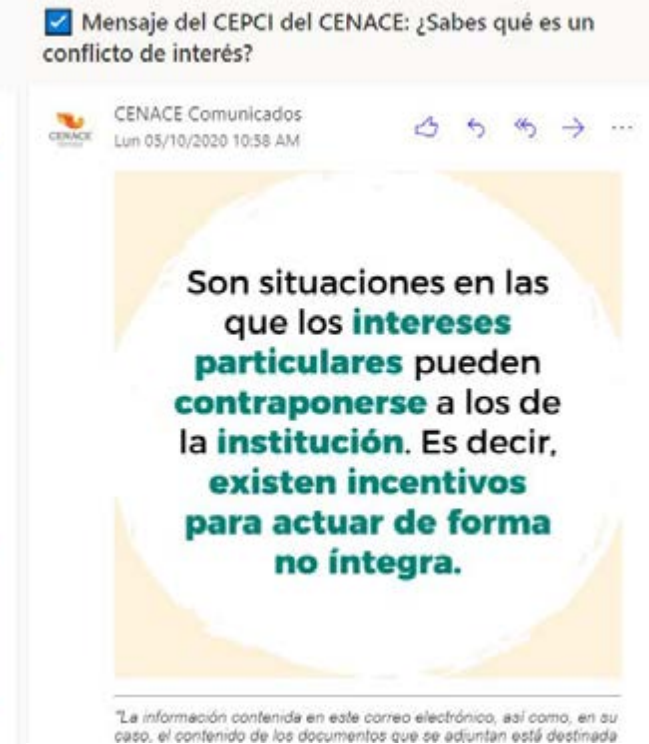 Mensaje del CEPCI del CENACE: ¿Sabes qué es un
conflicto de interés?
CENACE
CENACE Comunicados
Lun 05/10/2020 10:58 AM
Son situaciones en las
que los intereses
particulares pueden
contraponerse a los de
la institución. Es decir,
existen incentivos
para actuar de forma
no íntegra.
"La información contenida en este correo electrónico, así como, en su
caso, el contenido de los documentos que se adjuntan está destinada